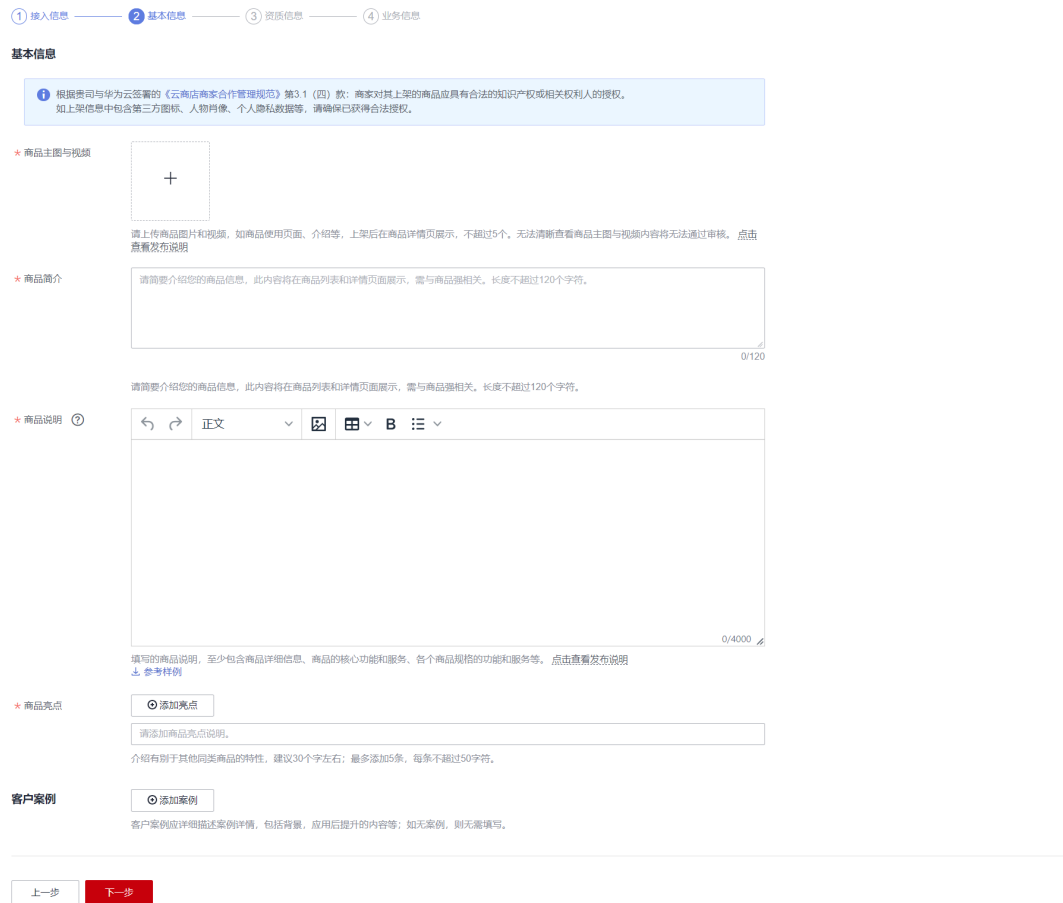 1 接入信息 2 基本信息 3 资质信息 4 业务信息
基本信息
根据贵司与华为云签署的《云商店商家合作管理规范》第3.1（四）款：商家对其上架的商品应具有合法的知识产权或相关权利人的授权。
如上架信息中包含第三方图标、人物肖像、个人隐私数据等，请确保已获得合法授权。
* 商品主图与视频
请上传商品图片和视频，如商品使用页面、介绍等，上架后在商品详情页展示，不超过5个。无法清晰查看商品主图与视频内容将无法通过审核。 点击
查看发布说明
* 商品简介
请简要介绍您的商品信息，此内容将在商品列表和详情页面展示，需与商品强相关。长度不超过120个字符。
0/120
请简要介绍您的商品信息，此内容将在商品列表和详情页面展示，需与商品强相关。长度不超过120个字符。
* 商品说明 ?
正文 B
0/4000
填写的商品说明，至少包含商品详细信息、商品的核心功能和服务、各个商品规格的功能和服务等。 点击查看发布说明
参考样例
* 商品亮点
添加亮点
请添加商品亮点说明。
介绍有别于其他同类商品的特性，建议30个字左右；最多添加5条，每条不超过50字符。
客户案例
添加案例
客户案例应详细描述案例详情，包括背景，应用后提升的内容等；如无案例，则无需填写。
上一步 下一步